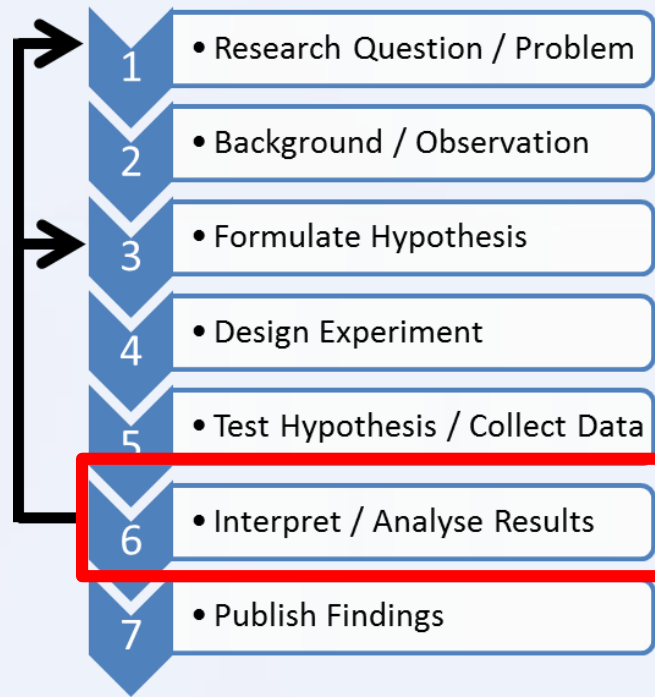 1 • Research Question / Problem
2 • Background / Observation
3 • Formulate Hypothesis
4 • Design Experiment
5 • Test Hypothesis / Collect Data
6 • Interpret / Analyse Results
7 • Publish Findings